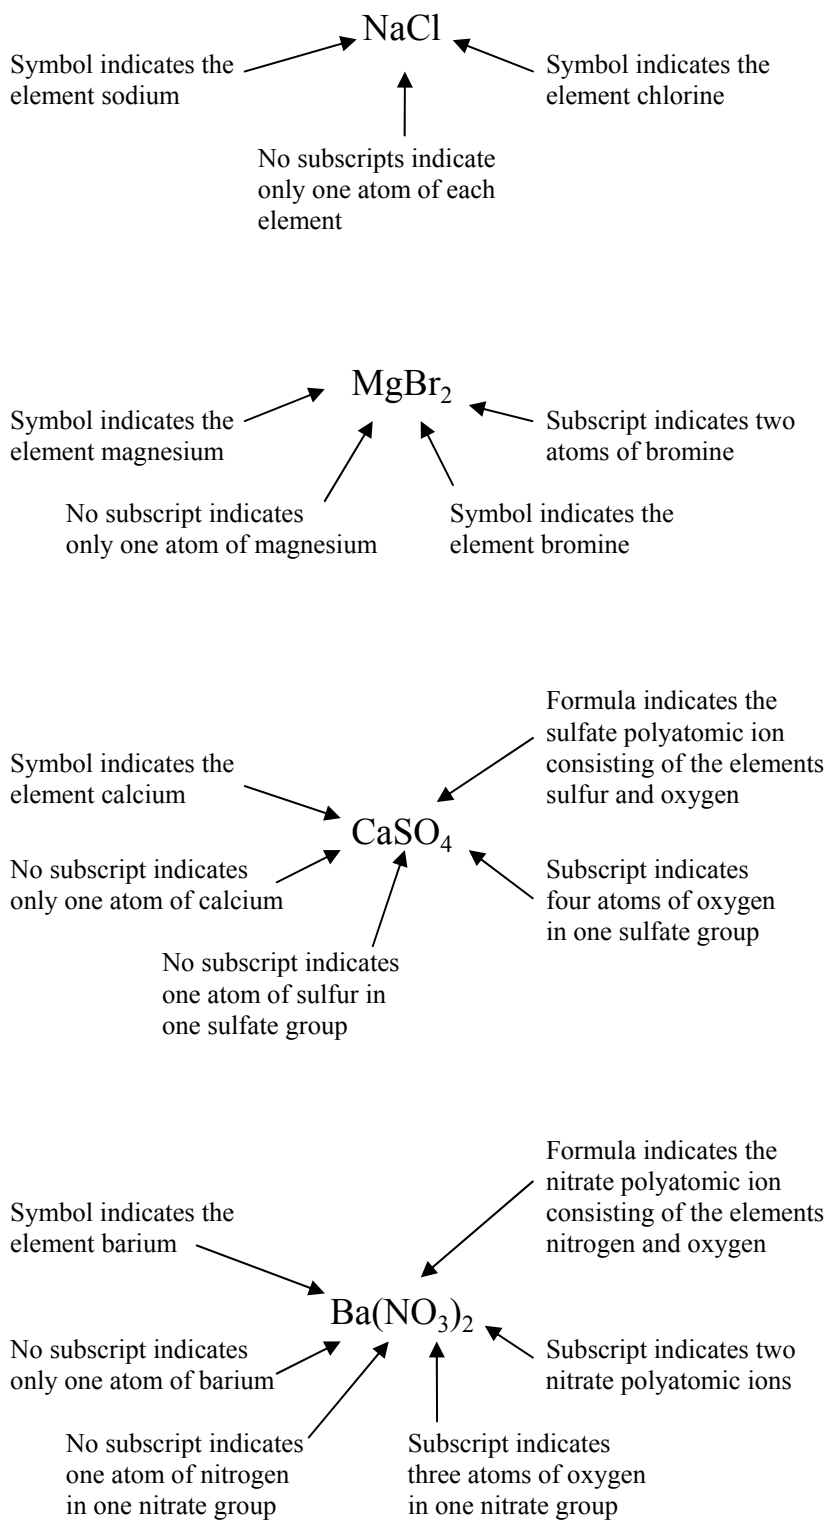 NaCl
Symbol indicates the
element sodium
Symbol indicates the
element chlorine
No subscripts indicate
only one atom of each
element
MgBr₂
Symbol indicates the
element magnesium
Subscript indicates two
atoms of bromine
No subscript indicates
only one atom of magnesium
Symbol indicates the
element bromine
Formula indicates the
sulfate polyatomic ion
consisting of the elements
sulfur and oxygen
Symbol indicates the
element calcium
CaSO₄
No subscript indicates
only one atom of calcium
Subscript indicates
four atoms of oxygen
in one sulfate group
No subscript indicates
one atom of sulfur in
one sulfate group
Formula indicates the
nitrate polyatomic ion
consisting of the elements
nitrogen and oxygen
Symbol indicates the
element barium
Ba(NO₃)₂
No subscript indicates
only one atom of barium
Subscript indicates two
nitrate polyatomic ions
No subscript indicates
one atom of nitrogen
in one nitrate group
Subscript indicates
three atoms of oxygen
in one nitrate group